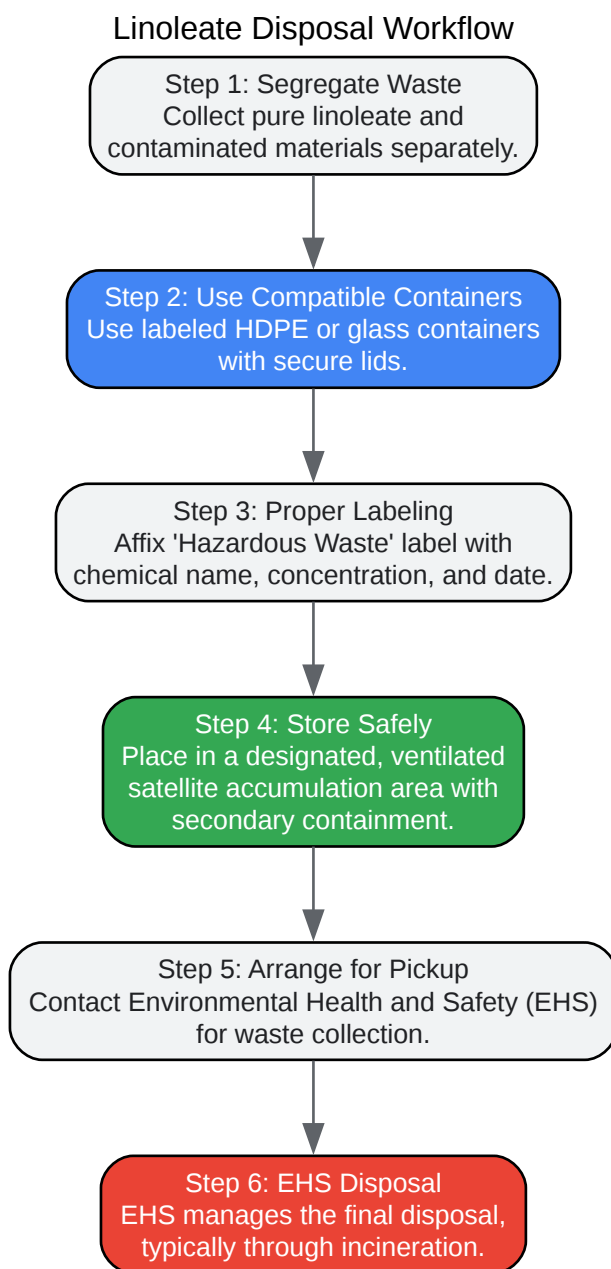 Linoleate Disposal Workflow
Step 1: Segregate Waste
Collect pure linoleate and
contaminated materials separately.
Step 2: Use Compatible Containers
Use labeled HDPE or glass containers
with secure lids.
Step 3: Proper Labeling
Affix 'Hazardous Waste' label with
chemical name, concentration, and date.
Step 4: Store Safely
Place in a designated, ventilated
satellite accumulation area with
secondary containment.
Step 5: Arrange for Pickup
Contact Environmental Health and Safety (EHS)
for waste collection.
Step 6: EHS Disposal
EHS manages the final disposal,
typically through incineration.